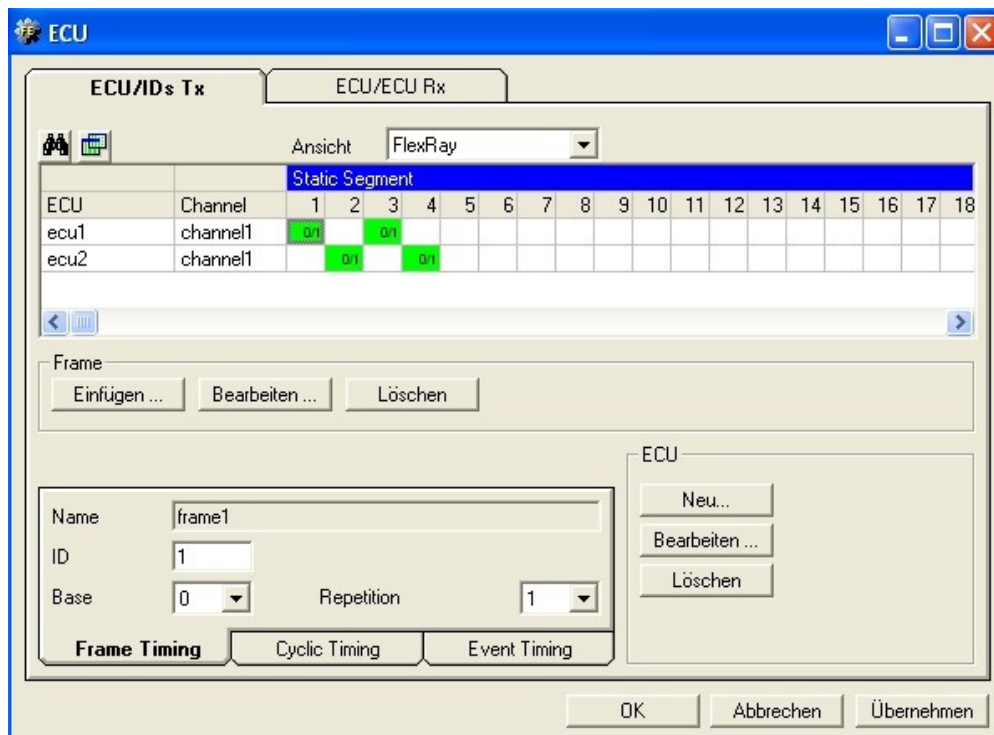 ECU
ECU/IDs Tx ECU/ECU Rx
Ansicht FlexRay
Static Segment
ECU Channel 1 2 3 4 5 6 7 8 9 10 11 12 13 14 15 16 17 18
ecu1 channel1 0/1 0/1
ecu2 channel1 0/1 0/1
Frame
Einfügen ... Bearbeiten ... Löschen
ECU
Neu...
Bearbeiten ...
Löschen
Name frame1
ID 1
Base 0 Repetition 1
Frame Timing Cyclic Timing Event Timing
OK Abbrechen Übernehmen